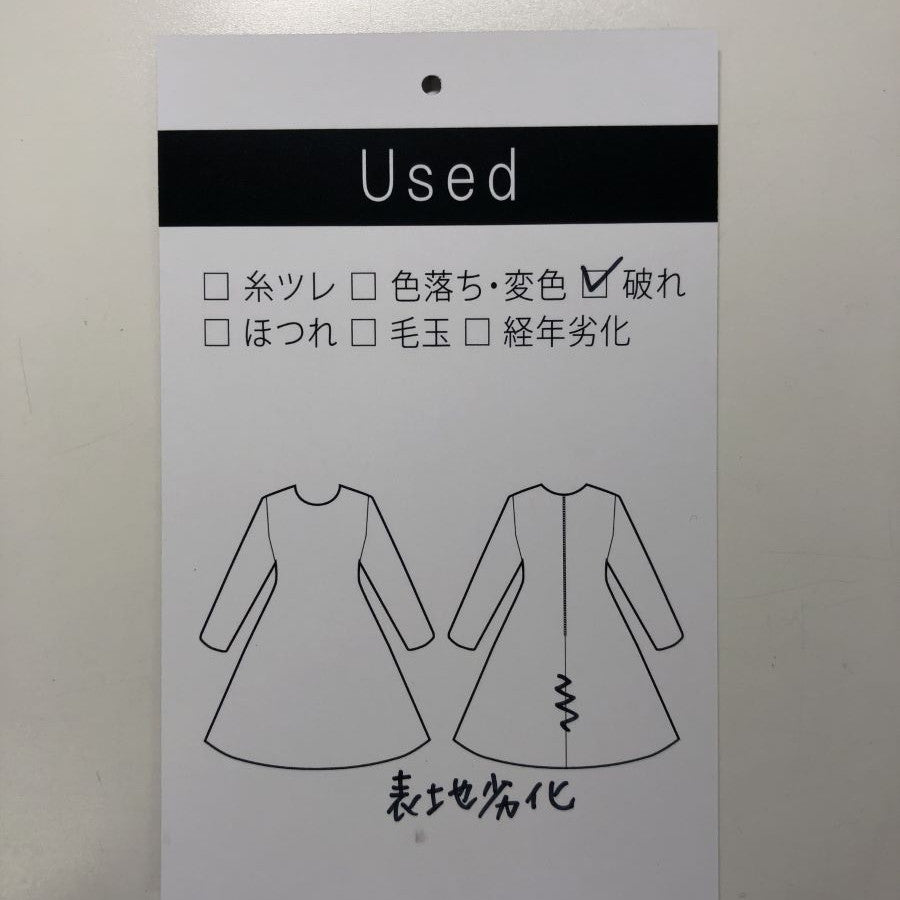 Used
□ 糸ツレ □ 色落ち・変色 ☑ 破れ
□ ほつれ □ 毛玉 □ 経年劣化
表地劣化